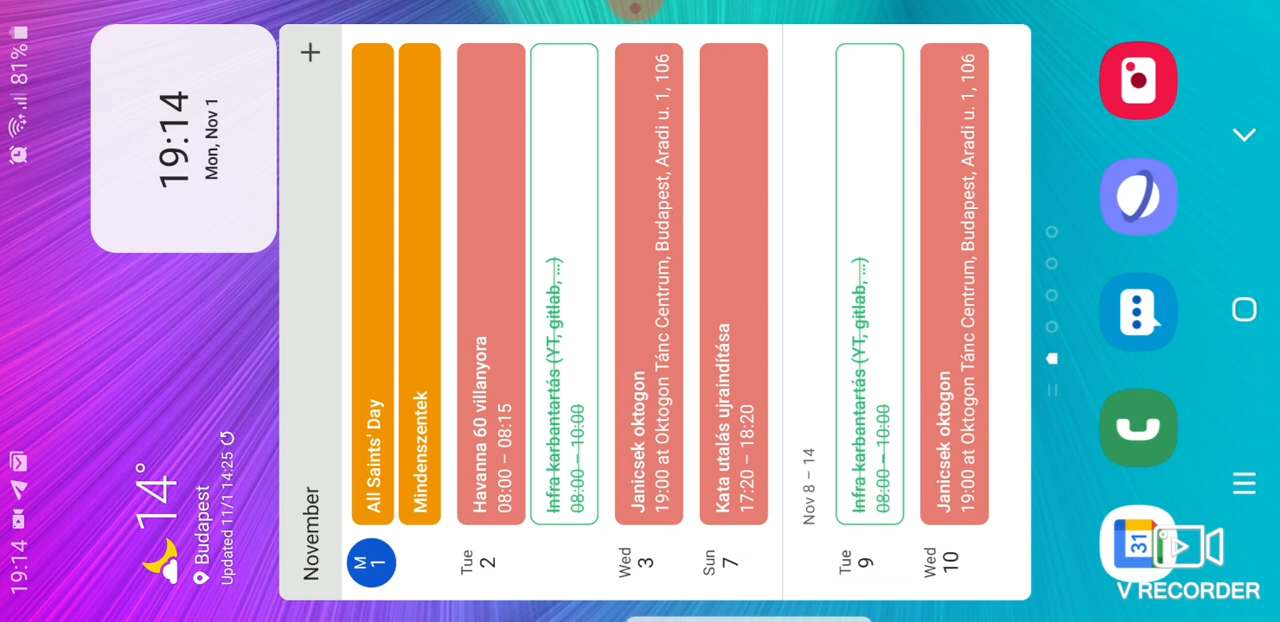 19:14
81%
14°
Budapest
Updated 11/1 14:25
19:14
Mon, Nov 1
November
M
1
All Saints' Day
Mindenszentek
Tue
2
Havanna 60 villanyora
08:00 – 08:15
Infra karbantartás (YT, gitlab, ...)
08:00 – 10:00
Wed
3
Janicsek oktogon
19:00 at Oktogon Tánc Centrum, Budapest, Aradi u. 1, 106
Sun
7
Kata utalás ujraindítása
17:20 – 18:20
Nov 8 – 14
Tue
9
Infra karbantartás (YT, gitlab, ...)
08:00 – 10:00
Wed
10
Janicsek oktogon
19:00 at Oktogon Tánc Centrum, Budapest, Aradi u. 1, 106
31
V RECORDER